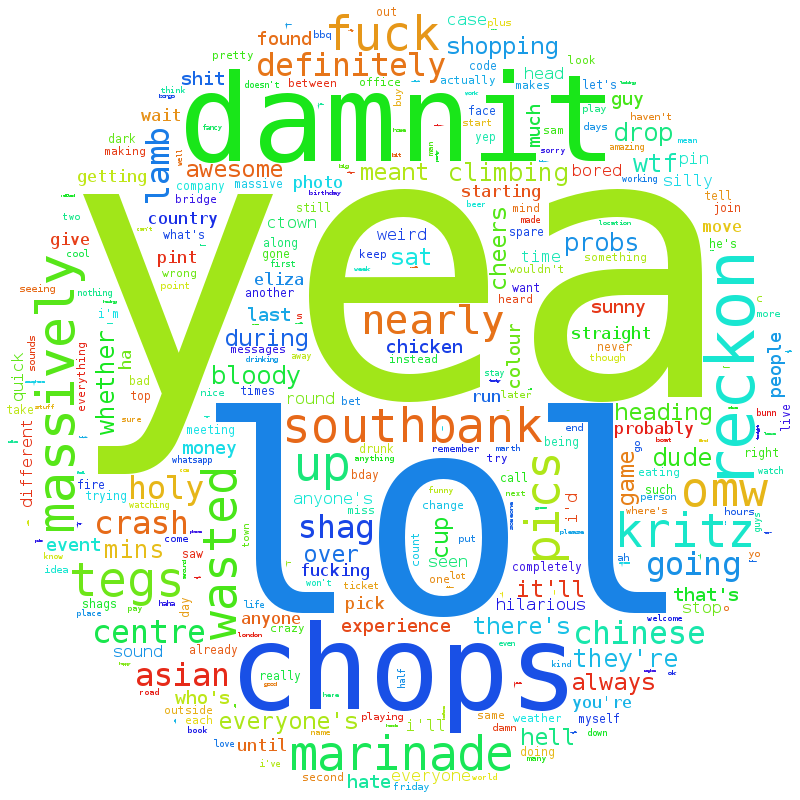 out
plus
fuck
case
found
bbq
shopping
pretty
definitely
code
look
between
office
actually
makes
let's
head
doesn't
buy
shit
think
damnit
face
play
guy
haven't
wait
start
much
sam
days
drop
fancy
yep
mean
dark
sorry
amazing
making
lamb
awesome
meant
climbing
wtf
pin
working
getting
company
massive
photo
birthday
starting
bored
silly
beer
mind
tell
country
bridge
still
made
location
join
two
what's
ctown
weird
cheers
spare
time
probs
move
give
along
keep
he's
cool
pint
gone
sat
wouldn't
something
wrong
first
want
c
seeing
nothing
point
eliza
week
heard
more
yea
another
i'm
last
nearly
sunny
reckon
sounds
massively
whether
during
messages
away
chicken
colour
straight
people
everything
ha
drinking
instead
never
quick
bad
bloody
stay
run
though
take
top
nice
times
round
bet
later
heading
bunn
stuff
sure
southbank
end
probably
live
different
meeting
drunk
remember
being
go
right
money
bday
try
game
dude
watch
whatsapp
anything
call
such
eating
fire
up
lol
pics
i'd
omw
trying
holy
anyone's
funny
next
person
watching
wasted
miss
change
where's
hours
crash
town
shag
cup
put
please
kritz
guys
event
mins
come
over
count
seen
completely
ah
yo
know
saw
idea
tegs
fucking
one
lot
going
won't
haha
day
ticket
it'll
that's
shags
pay
life
pick
hilarious
stop
place
london
anyone
welcome
centre
crazy
experience
there's
chinese
sound
already
even
really
half
kind
they're
ok
asian
chops
always
road
good
here
who's
you're
outside
each
everyone's
playing
i'll
same
weather
myself
book
name
damn
down
love
until
marinade
hell
doing
many
i've
second
everyone
world
hate
friday